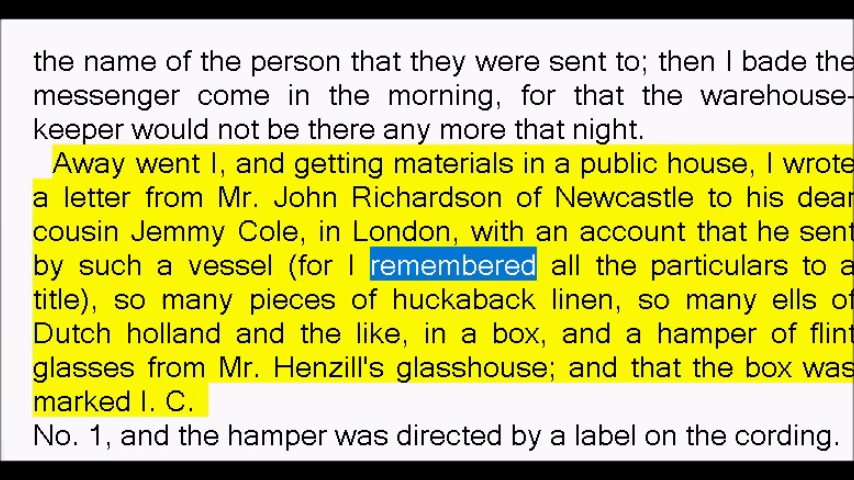 the name of the person that they were sent to; then I bade the
messenger come in the morning, for that the warehouse-
keeper would not be there any more that night.
Away went I, and getting materials in a public house, I wrote
a letter from Mr. John Richardson of Newcastle to his dear
cousin Jemmy Cole, in London, with an account that he sent
by such a vessel (for I remembered all the particulars to a
title), so many pieces of huckaback linen, so many ells of
Dutch holland and the like, in a box, and a hamper of flint
glasses from Mr. Henzill's glasshouse; and that the box was
marked I. C.
No. 1, and the hamper was directed by a label on the cording.